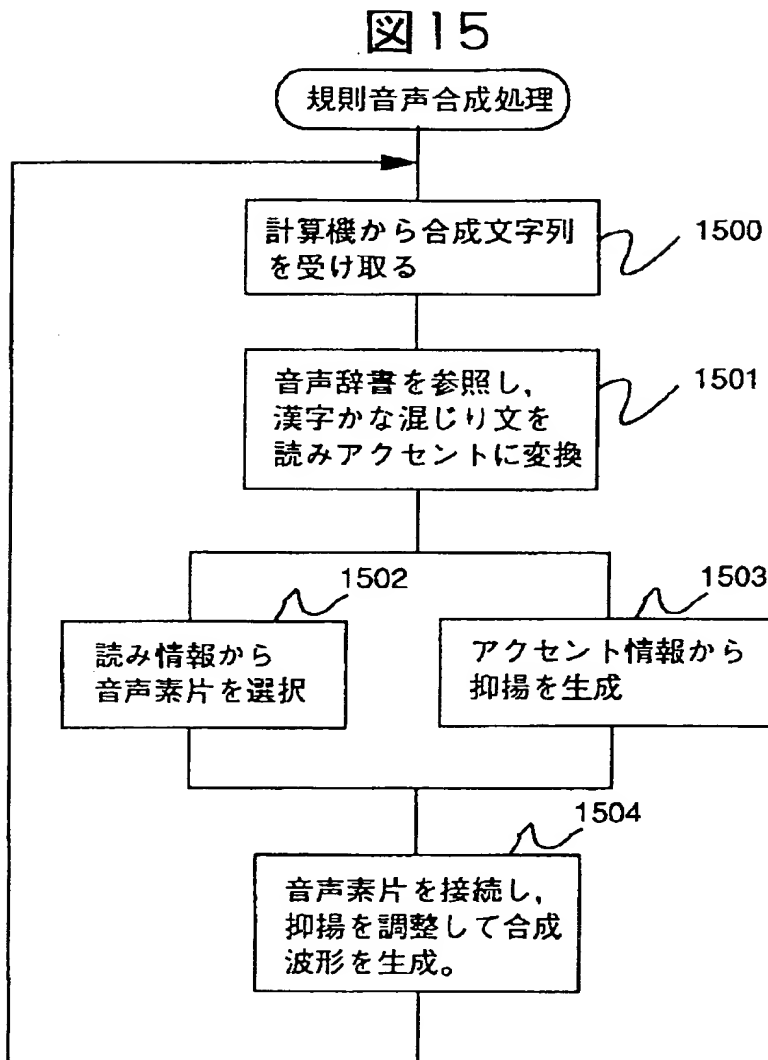 図15
規則音声合成処理
計算機から合成文字列
を受け取る
1500
音声辞書を参照し,
漢字かな混じり文を
読みアクセントに変換
1501
1502
読み情報から
音声素片を選択
1503
アクセント情報から
抑揚を生成
1504
音声素片を接続し,
抑揚を調整して合成
波形を生成。